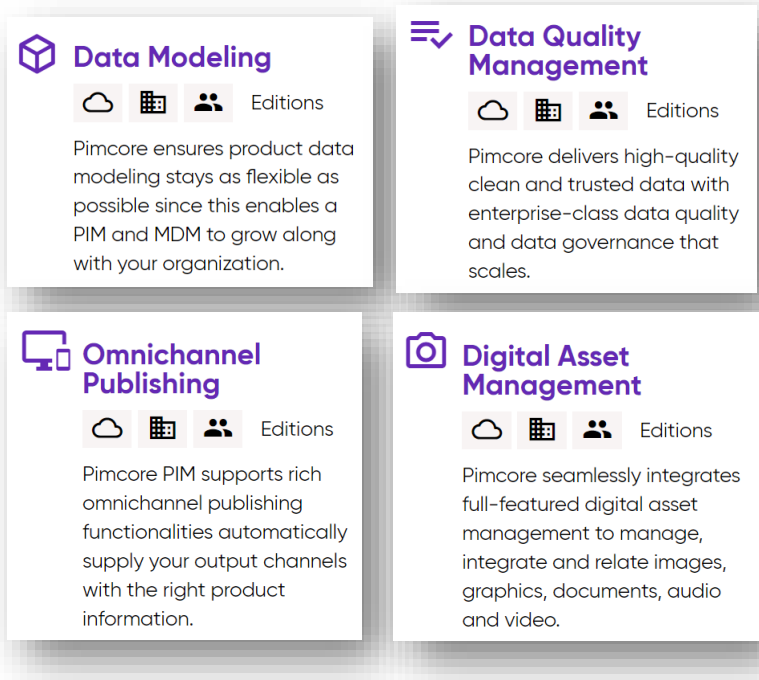 Data Modeling
Editions
Pimcore ensures product data
modeling stays as flexible as
possible since this enables a
PIM and MDM to grow along
with your organization.
Data Quality
Management
Editions
Pimcore delivers high-quality
clean and trusted data with
enterprise-class data quality
and data governance that
scales.
Omnichannel
Publishing
Editions
Pimcore PIM supports rich
omnichannel publishing
functionalities automatically
supply your output channels
with the right product
information.
Digital Asset
Management
Editions
Pimcore seamlessly integrates
full-featured digital asset
management to manage,
integrate and relate images,
graphics, documents, audio
and video.